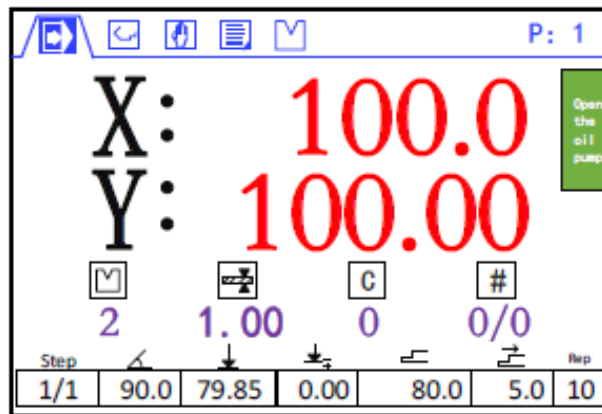 P: 1
X: 100.0
Open
the
oil
pump
Y: 100.00
C #
2 1.00 0 0/0
Step Rep
1/1 90.0 79.85 0.00 80.0 5.0 10